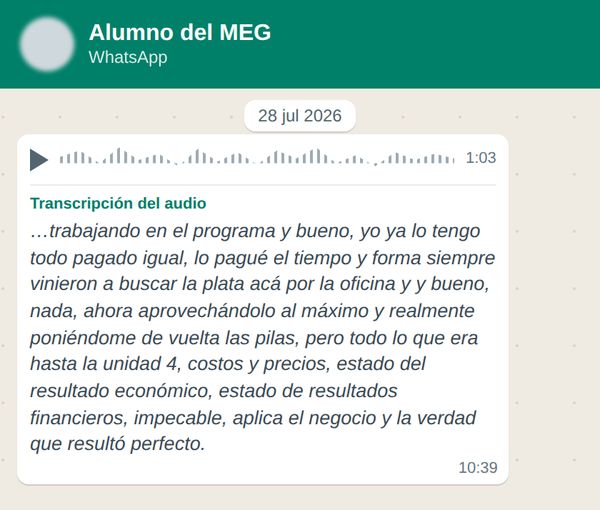 Alumno del MEG
WhatsApp
28 jul 2026
1:03
Transcripción del audio
…trabajando en el programa y bueno, yo ya lo tengo
todo pagado igual, lo pagué el tiempo y forma siempre
vinieron a buscar la plata acá por la oficina y y bueno,
nada, ahora aprovechándolo al máximo y realmente
poniéndome de vuelta las pilas, pero todo lo que era
hasta la unidad 4, costos y precios, estado del
resultado económico, estado de resultados
financieros, impecable, aplica el negocio y la verdad
que resultó perfecto.
10:39